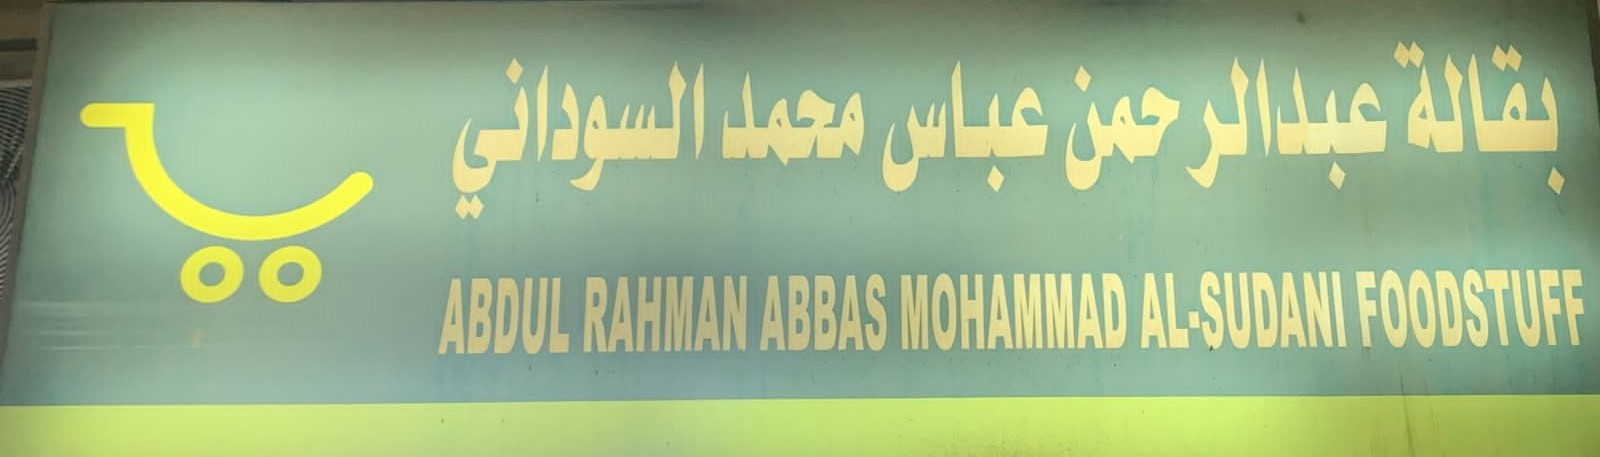 بقالة عبدالرحمن عباس محمد السوداني
ABDUL RAHMAN ABBAS MOHAMMAD AL-SUDANI FOODSTUFF